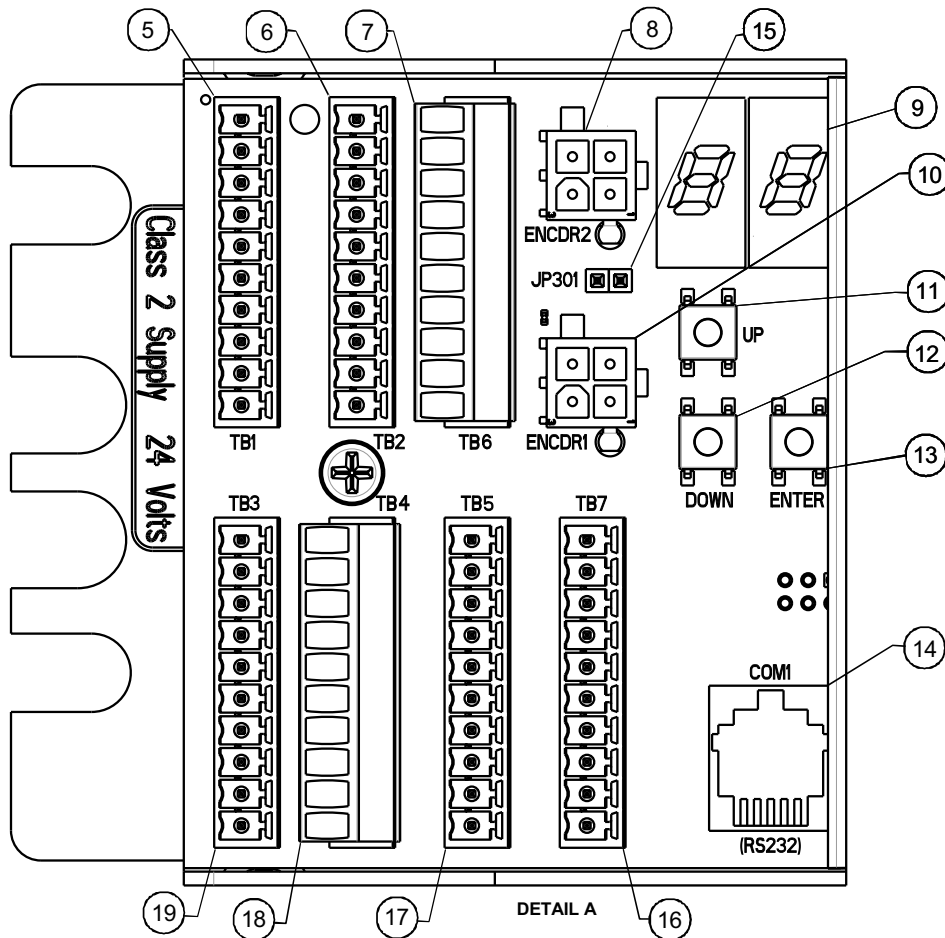 5
6
7
8
15
9
10
ENCDR2
JP301
11
UP
12
Class 2 Supply 24 Volts
TB1
TB2
TB6
ENCDR1
13
DOWN
ENTER
TB3
TB4
TB5
TB7
14
COM1
(RS232)
19
18
17
DETAIL A
16